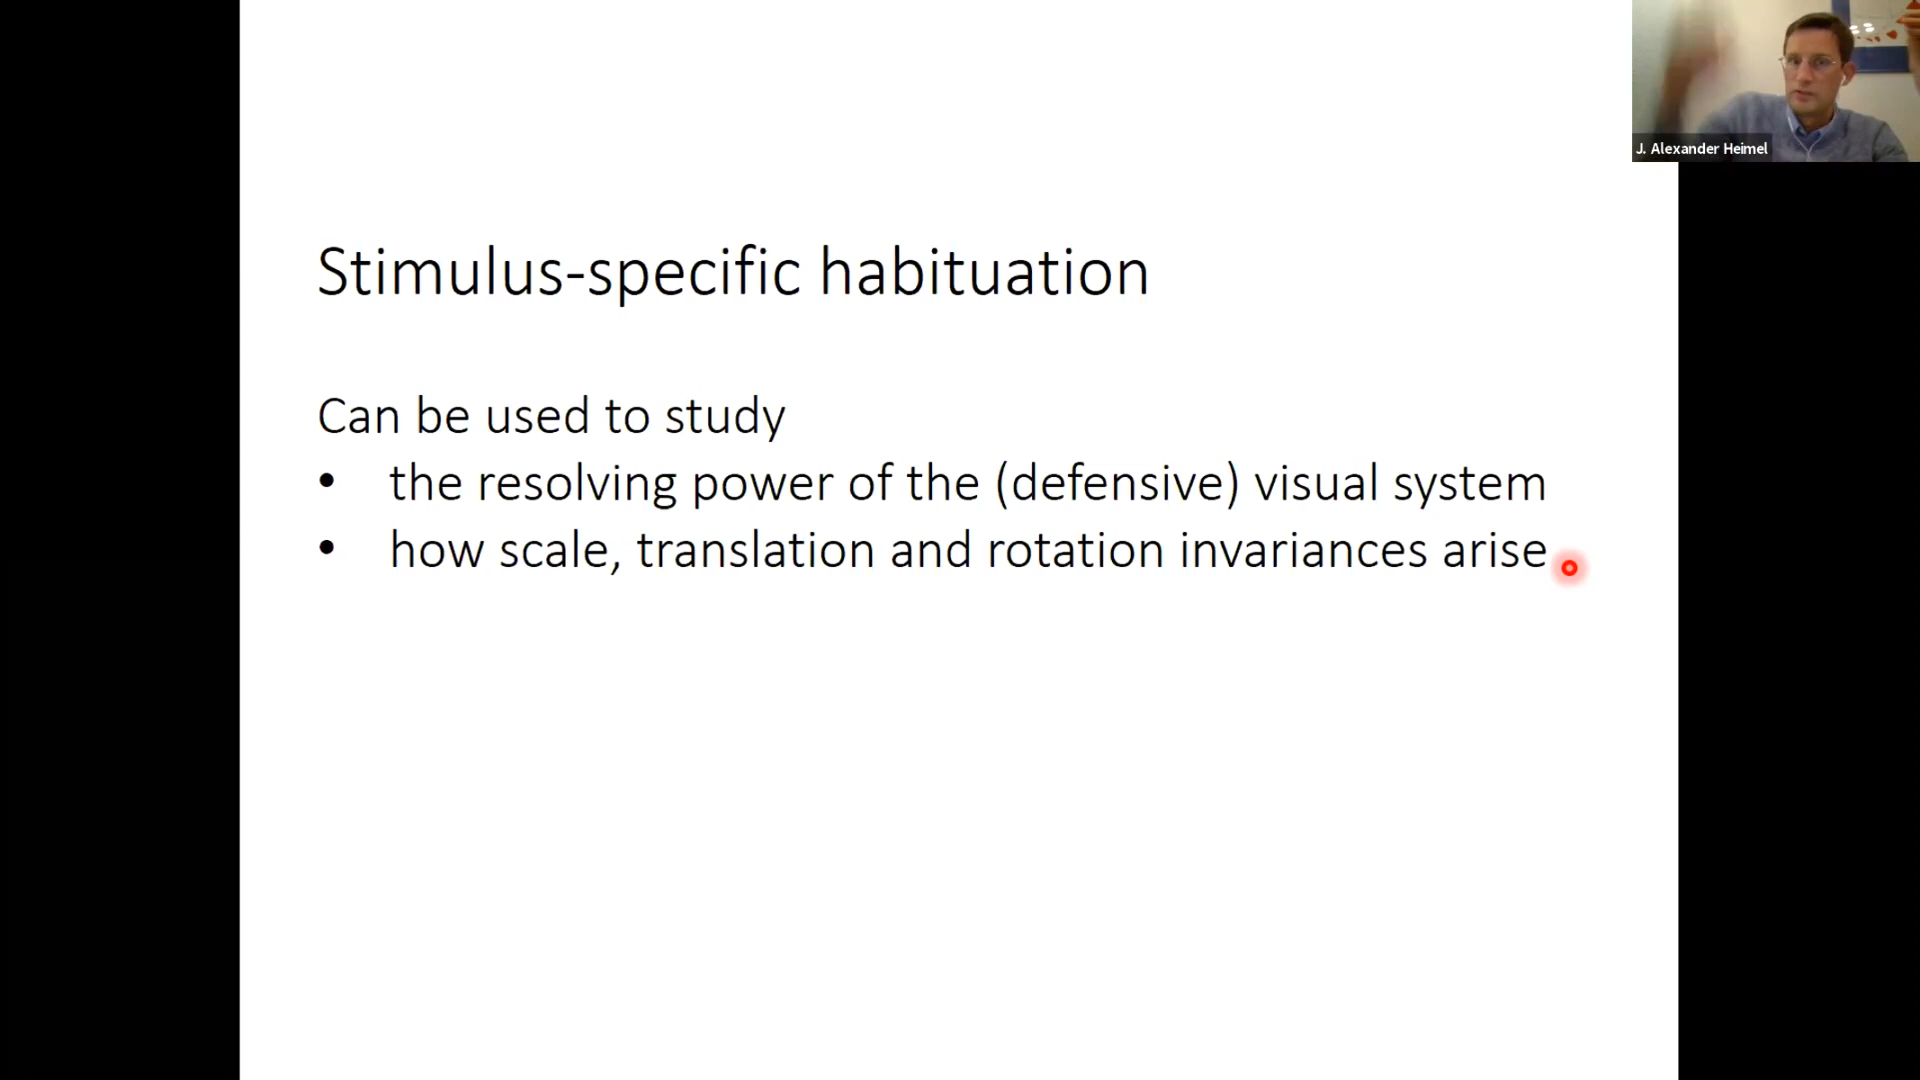 J. Alexander Heimel
Stimulus-specific habituation
Can be used to study
• the resolving power of the (defensive) visual system
• how scale, translation and rotation invariances arise